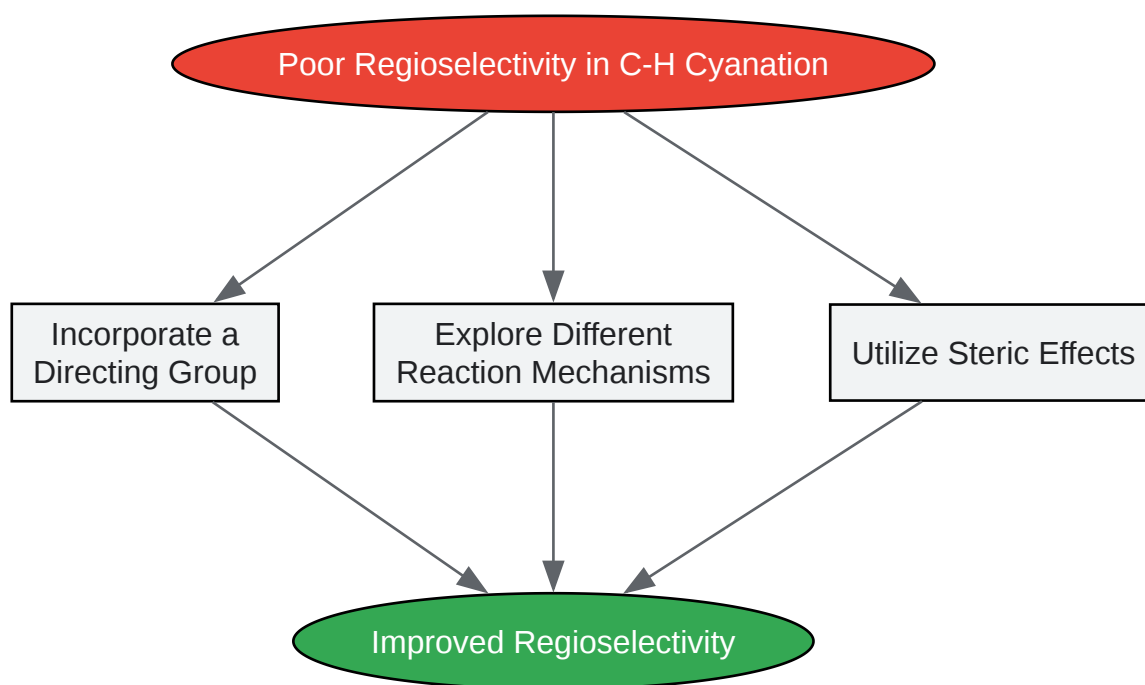 Poor Regioselectivity in C-H Cyanation
Incorporate a
Directing Group
Explore Different
Reaction Mechanisms
Utilize Steric Effects
Improved Regioselectivity